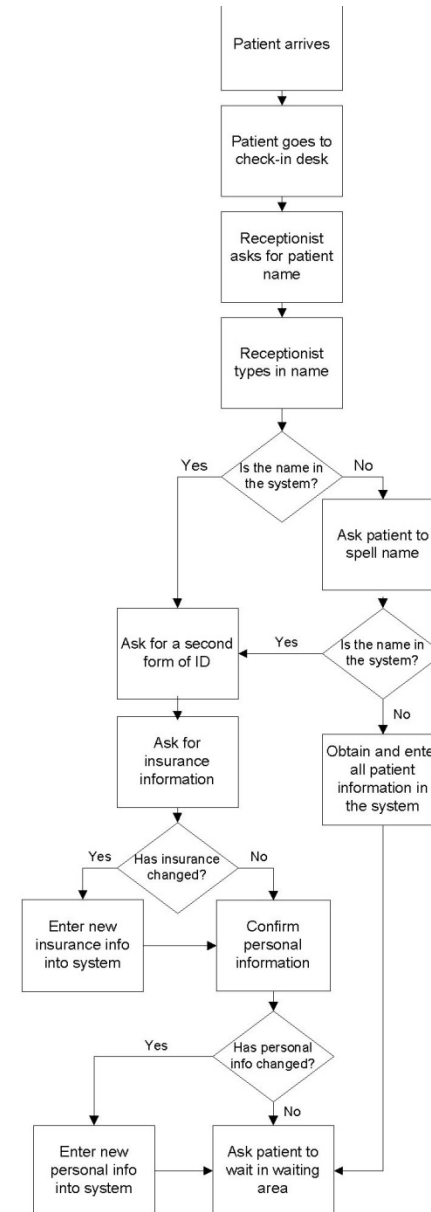 Patient arrives
Patient goes to
check-in desk
Receptionist
asks for patient
name
Receptionist
types in name
Is the name in
the system?
Yes
No
Ask patient to
spell name
Ask for a second
form of ID
Yes
Is the name in
the system?
No
Ask for
insurance
information
Obtain and enter
all patient
information in
the system
Has insurance
changed?
Yes
No
Enter new
insurance info
into system
Confirm
personal
information
Has personal
info changed?
Yes
No
Enter new
personal info
into system
Ask patient to
wait in waiting
area